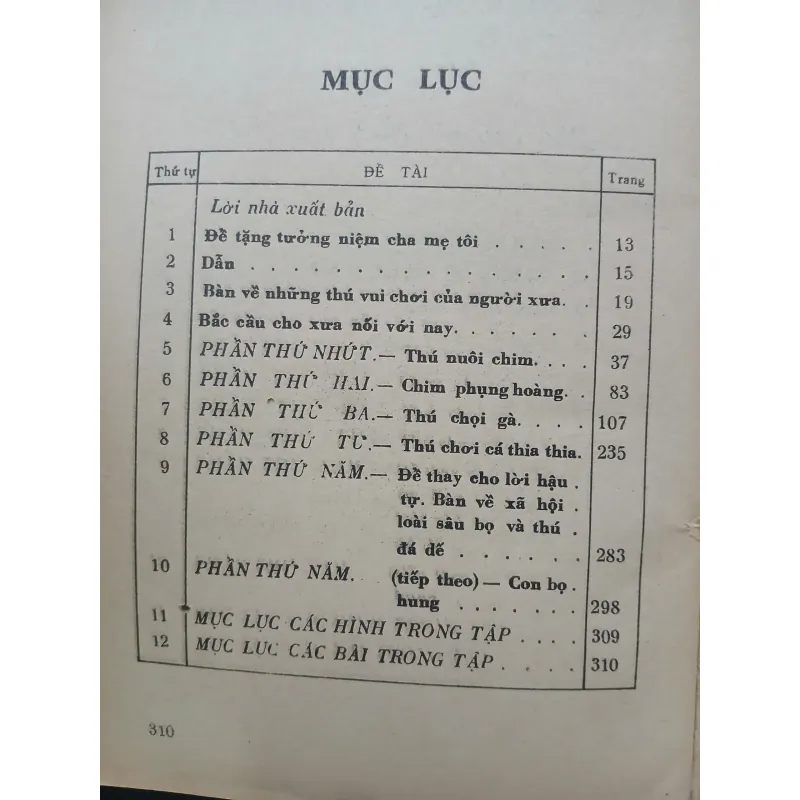 MỤC LỤC
Thứ tự ĐỀ TÀI Trang
Lời nhà xuất bản
1 Đề tặng tưởng niệm cha mẹ tôi . . . . . 13
2 Dẫn . . . . . . . . . . . . . . . . 15
3 Bàn về những thú vui chơi của người xưa. . 19
4 Bắc cầu cho xưa nối với nay. . . . . . . 29
5 PHẦN THỨ NHỨT.— Thú nuôi chim. . . . 37
6 PHẦN THỨ HAI.— Chim phụng hoàng. . 83
7 PHẦN THỨ BA.— Thú chọi gà. . . . . 107
8 PHẦN THỨ TƯ.— Thú chơi cá thia thia. 235
9 PHẦN THỨ NĂM.— Đề thay cho lời hậu .
tự. Bàn về xã hội .
loài sâu bọ và thú .
đá dế . . . . . . 283
10 PHẦN THỨ NĂM. (tiếp theo) — Con bọ .
hung . . . . . . . 298
11 MỤC LỤC CÁC HÌNH TRONG TẬP . . . . 309
12 MỤC LỤC CÁC BÀI TRONG TẬP . . . . 310
310